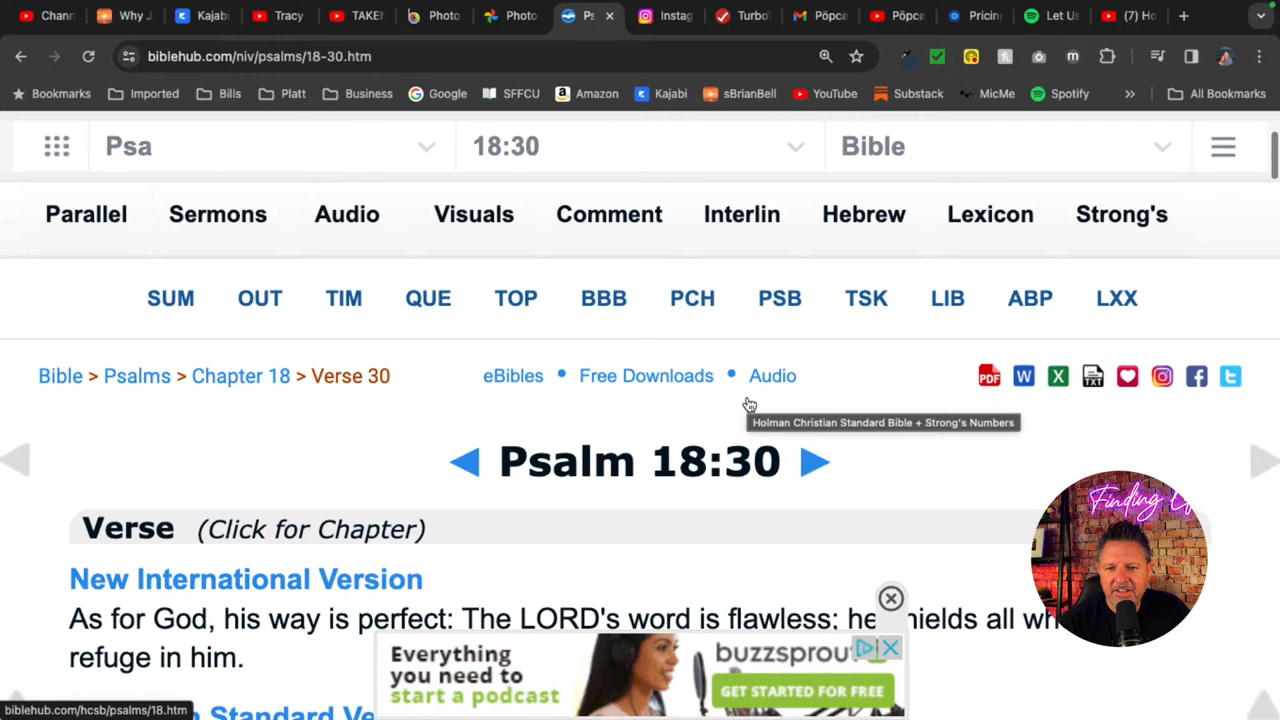 Chann
Why J
Kajabi
Tracy
TAKEN
Photo
Photo
Ps
Instag
Turbo
Pöpce
Pöpce
Pricing
Let Us
(7) Ho
biblehub.com/niv/psalms/18-30.htm
Bookmarks Imported Bills Platt Business Google SFFCU Amazon Kajabi sBrianBell YouTube Substack MicMe Spotify » All Bookmarks
Psa 18:30 Bible
Parallel Sermons Audio Visuals Comment Interlin Hebrew Lexicon Strong's
SUM OUT TIM QUE TOP BBB PCH PSB TSK LIB ABP LXX
Bible > Psalms > Chapter 18 > Verse 30 eBibles • Free Downloads • Audio PDF W X TXT
Holman Christian Standard Bible + Strong's Numbers
Psalm 18:30
Finding
Verse (Click for Chapter)
New International Version
As for God, his way is perfect: The LORD's word is flawless; he
refuge in him.
Everything
you need to
start a podcast
buzzsprout
GET STARTED FOR FREE
biblehub.com/hcsb/psalms/18.htm